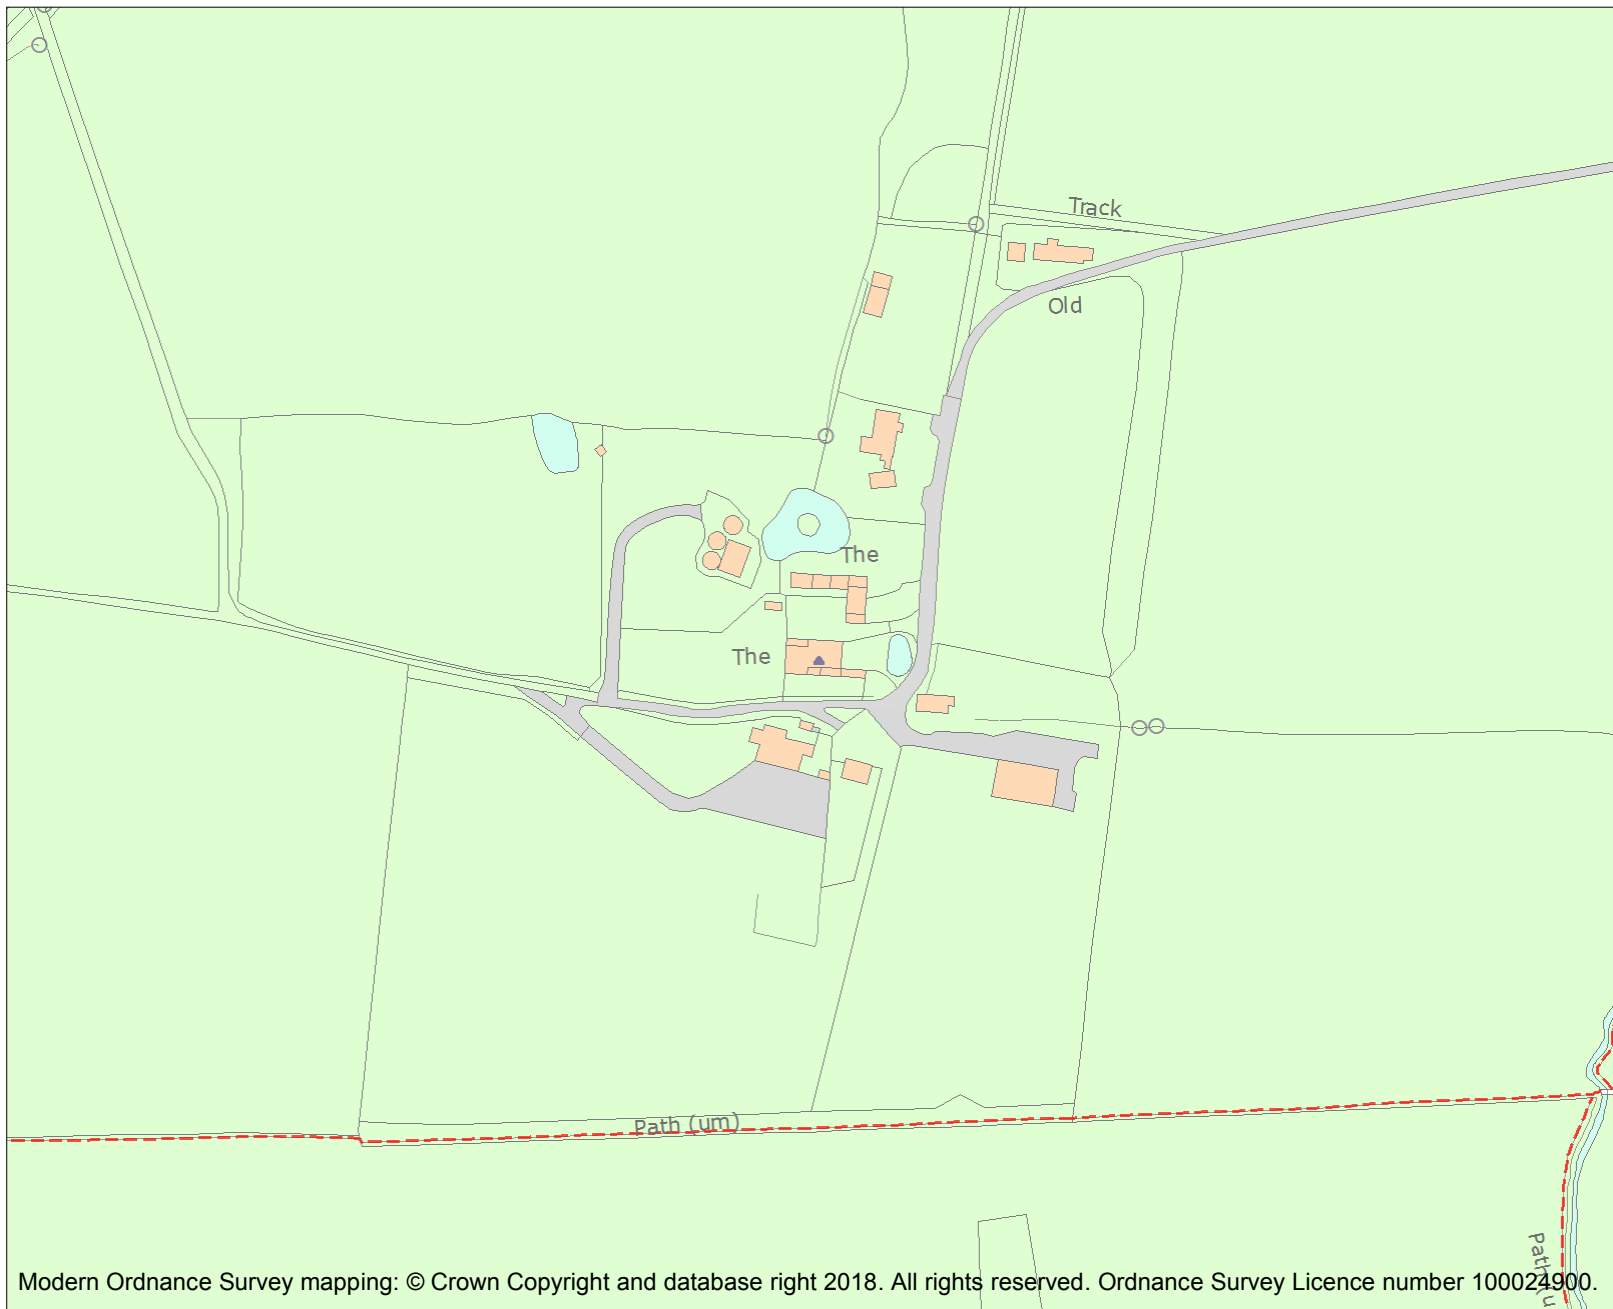 Track
Old
The
The
Path (um)
Path (u
Modern Ordnance Survey mapping: © Crown Copyright and database right 2018. All rights reserved. Ordnance Survey Licence number 100024900.